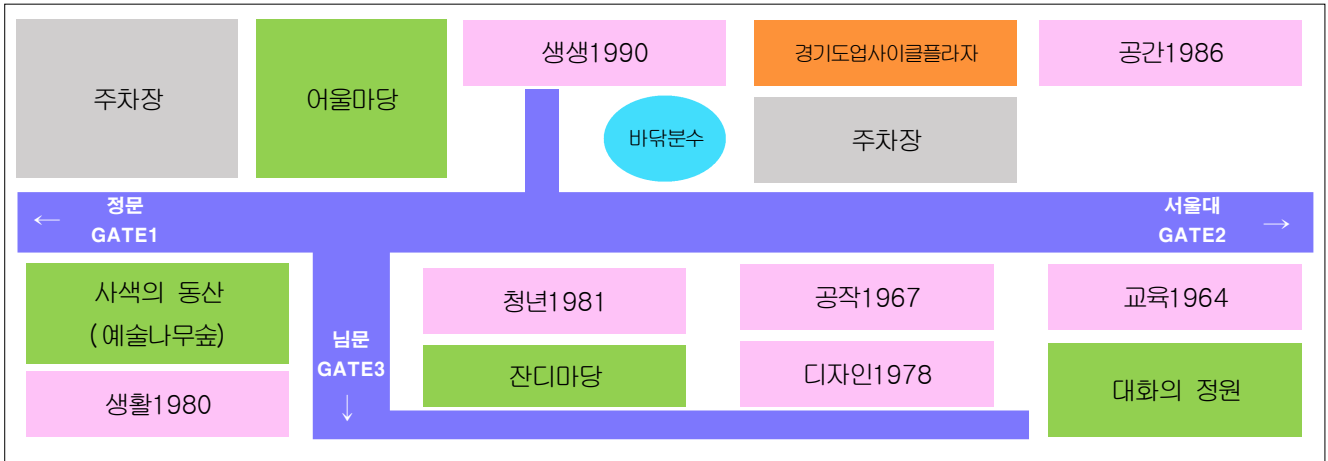 주차장
어울마당
생생1990
경기도업사이클플라자
공간1986
바닦분수
주차장
←
정문
GATE1
서울대
GATE2
→
사색의 동산
(예술나무숲)
생활1980
님문
GATE3
↓
청년1981
잔디마당
공작1967
디자인1978
교육1964
대화의 정원